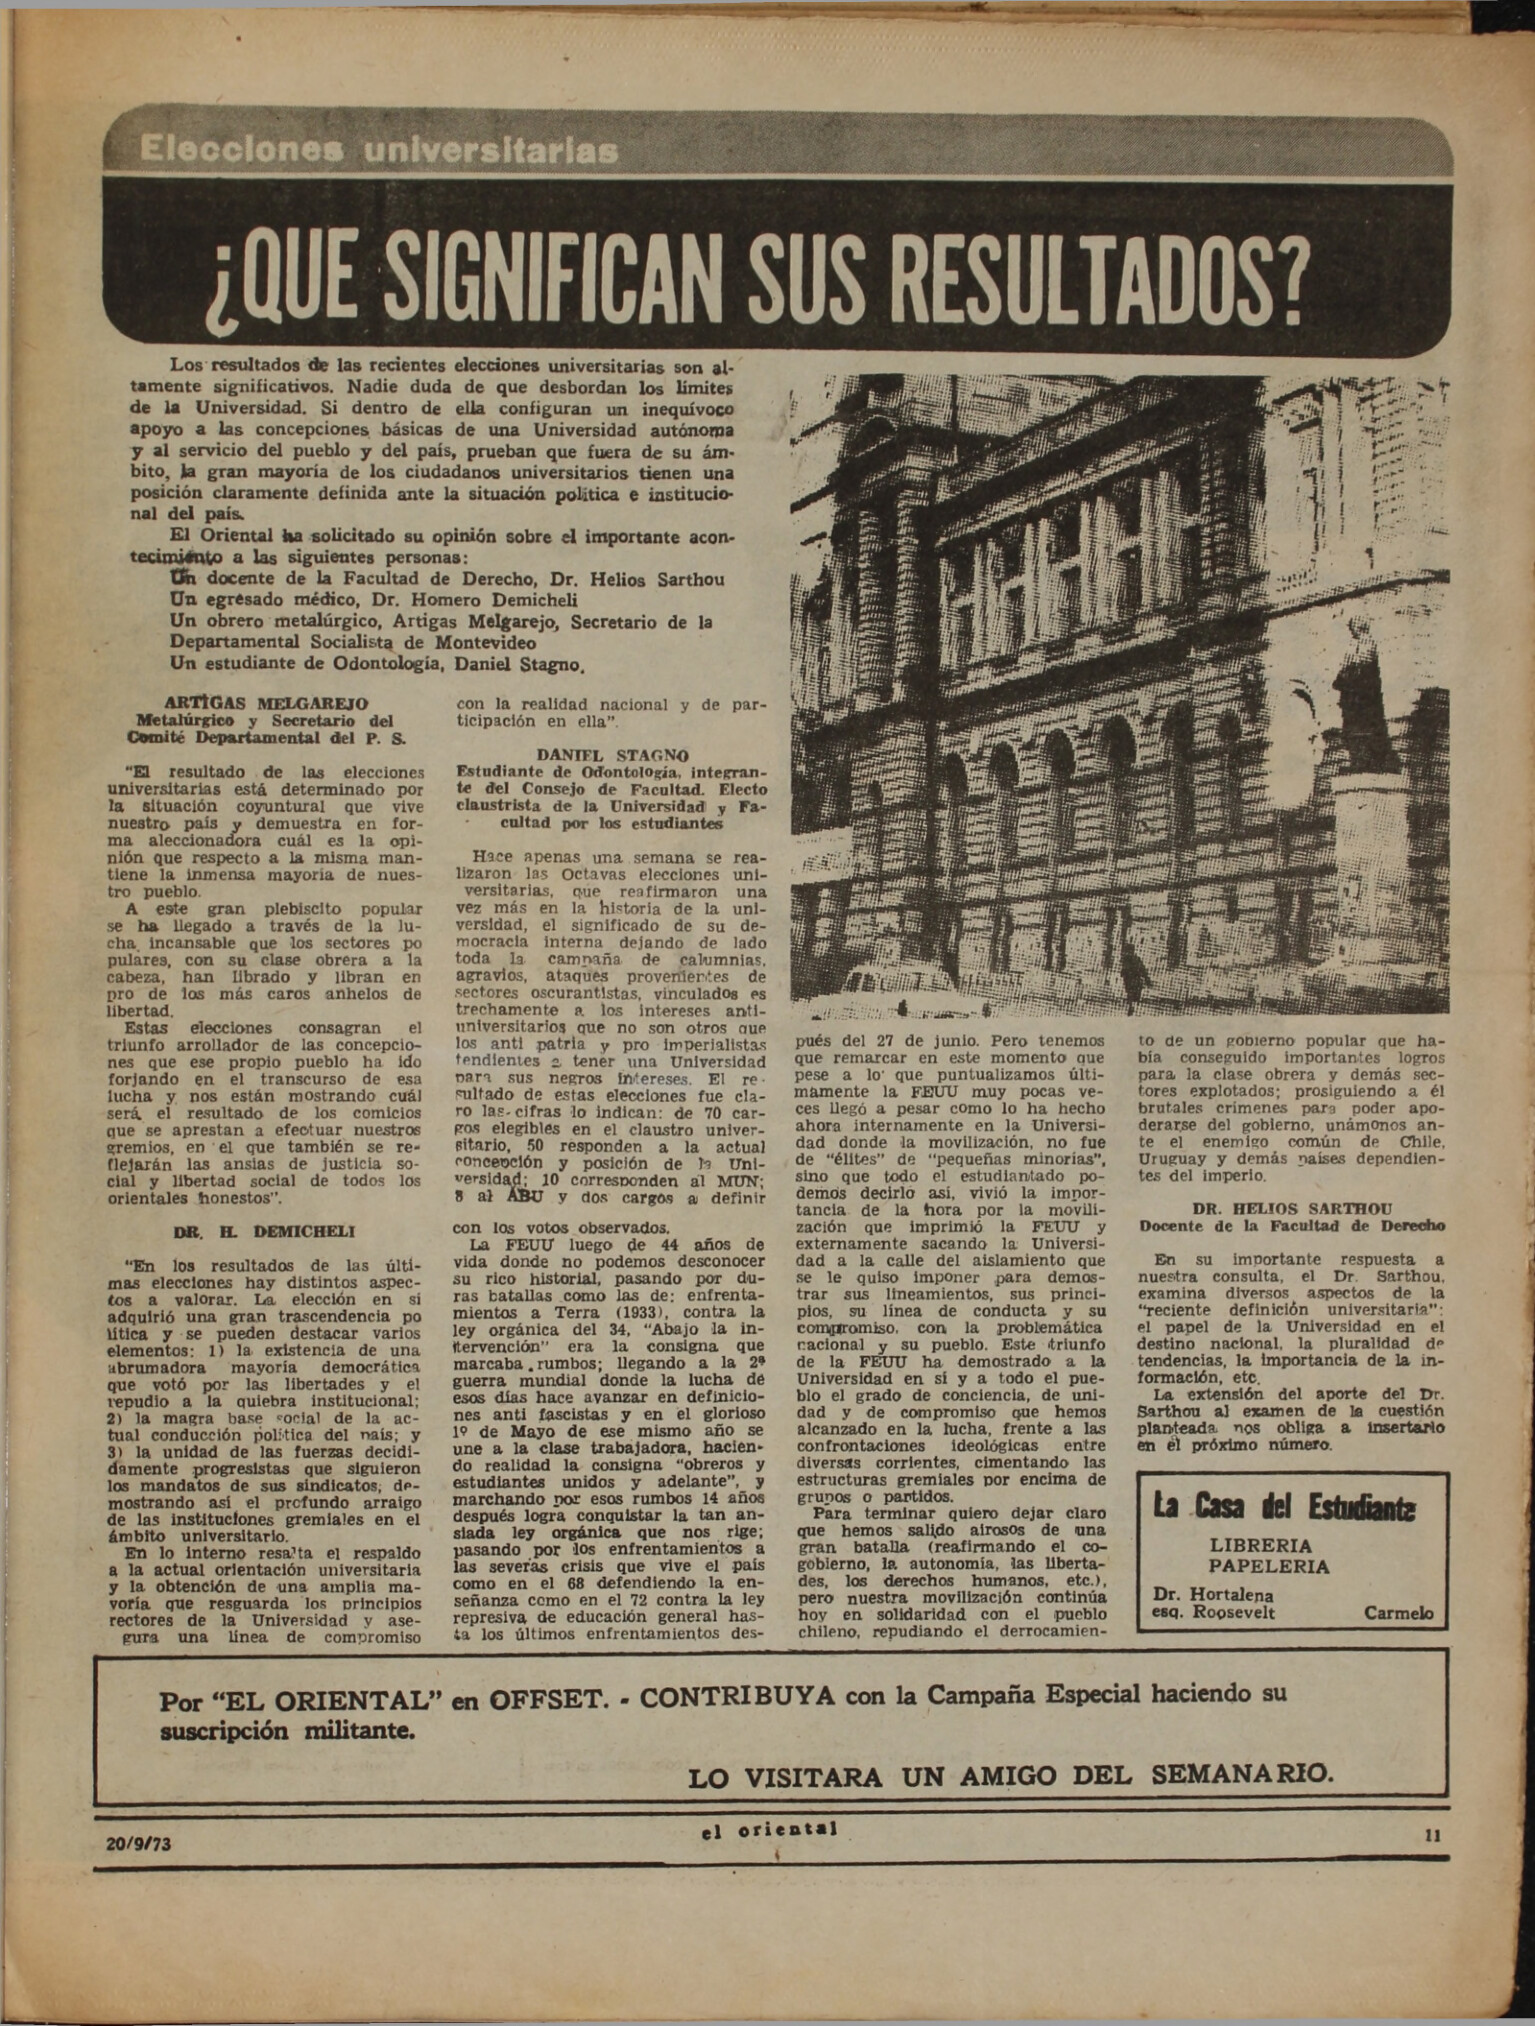 Elecciones universitarias
¿QUE SIGNIFICAN SUS RESULTADOS?
Los resultados de las recientes elecciones universitarias son al-
tamente significativos. Nadie duda de que desbordan los límites
de la Universidad. Si dentro de ella configuran un inequívoco
apoyo a las concepciones básicas de una Universidad autónoma
y al servicio del pueblo y del país, prueban que fuera de su ám-
bito, la gran mayoría de los ciudadanos universitarios tienen una
posición claramente definida ante la situación política e institucio-
nal del país.
El Oriental ha solicitado su opinión sobre el importante acon-
tecimiento a las siguientes personas:
Un docente de la Facultad de Derecho, Dr. Helios Sarthou
Un egresado médico, Dr. Homero Demicheli
Un obrero metalúrgico, Artigas Melgarejo, Secretario de la
Departamental Socialista de Montevideo
Un estudiante de Odontología, Daniel Stagno.
ARTIGAS MELGAREJO
Metalúrgico y Secretario del
Comité Departamental del P. S.
"El resultado de las elecciones
universitarias está determinado por
la situación coyuntural que vive
nuestro país y demuestra en for-
ma aleccionadora cuál es la opi-
nión que respecto a la misma man-
tiene la inmensa mayoría de nues-
tro pueblo.
A este gran plebiscito popular
se ha llegado a través de la lu-
cha incansable que los sectores po
pulares, con su clase obrera a la
cabeza, han librado y libran en
pro de los más caros anhelos de
libertad.
Estas elecciones consagran el
triunfo arrollador de las concepcio-
nes que ese propio pueblo ha ido
forjando en el transcurso de esa
lucha y nos están mostrando cuál
será el resultado de los comicios
que se aprestan a efectuar nuestros
gremios, en el que también se re-
flejarán las ansias de justicia so-
cial y libertad social de todos los
orientales honestos".
DR. H. DEMICHELI
"En los resultados de las últi-
mas elecciones hay distintos aspec-
tos a valorar. La elección en sí
adquirió una gran trascendencia po
lítica y se pueden destacar varios
elementos: 1) la existencia de una
abrumadora mayoría democrática
que votó por las libertades y el
repudio a la quiebra institucional;
2) la magra base social de la ac-
tual conducción política del país; y
3) la unidad de las fuerzas decidi-
damente progresistas que siguieron
los mandatos de sus sindicatos, de-
mostrando así el profundo arraigo
de las instituciones gremiales en el
ámbito universitario.
En lo interno resalta el respaldo
a la actual orientación universitaria
y la obtención de una amplia ma-
yoría que resguarda los principios
rectores de la Universidad y ase-
gura una línea de compromiso
con la realidad nacional y de par-
ticipación en ella".
DANIEL STAGNO
Estudiante de Odontología, integran-
te del Consejo de Facultad. Electo
claustrista de la Universidad y Fa-
cultad por los estudiantes
Hace apenas una semana se rea-
lizaron las Octavas elecciones uni-
versitarias, que reafirmaron una
vez más en la historia de la uni-
versidad, el significado de su de-
mocracia interna dejando de lado
toda la campaña de calumnias,
agravios, ataques provenientes de
sectores oscurantistas, vinculados es
trechamente a los intereses anti-
universitarios que no son otros que
los anti patria y pro imperialistas
tendientes a tener una Universidad
para sus negros intereses. El re-
sultado de estas elecciones fue cla-
ro las cifras lo indican: de 70 car-
gos elegibles en el claustro univer-
sitario, 50 responden a la actual
concepción y posición de la Uni-
versidad; 10 corresponden al MUN;
8 al ABU y dos cargos a definir
con los votos observados.
La FEUU luego de 44 años de
vida donde no podemos desconocer
su rico historial, pasando por du-
ras batallas como las de: enfrenta-
mientos a Terra (1933), contra la
ley orgánica del 34, "Abajo la in-
tervención" era la consigna que
marcaba rumbos; llegando a la 2ª
guerra mundial donde la lucha de
esos días hace avanzar en definicio-
nes anti fascistas y en el glorioso
1º de Mayo de ese mismo año se
une a la clase trabajadora, hacien-
do realidad la consigna "obreros y
estudiantes unidos y adelante", y
marchando por esos rumbos 14 años
después logra conquistar la tan an-
siada ley orgánica que nos rige;
pasando por los enfrentamientos a
las severas crisis que vive el país
como en el 68 defendiendo la en-
señanza como en el 72 contra la ley
represiva de educación general has-
ta los últimos enfrentamientos des-
pués del 27 de junio. Pero tenemos
que remarcar en este momento que
pese a lo que puntualizamos últi-
mamente la FEUU muy pocas ve-
ces llegó a pesar como lo ha hecho
ahora internamente en la Universi-
dad donde la movilización, no fue
de "élites" de "pequeñas minorías",
sino que todo el estudiantado po-
demos decirlo así, vivió la impor-
tancia de la hora por la movili-
zación que imprimió la FEUU y
externamente sacando la Universi-
dad a la calle del aislamiento que
se le quiso imponer para demos-
trar sus lineamientos, sus princi-
pios, su línea de conducta y su
compromiso, con la problemática
nacional y su pueblo. Este triunfo
de la FEUU ha demostrado a la
Universidad en sí y a todo el pue-
blo el grado de conciencia, de uni-
dad y de compromiso que hemos
alcanzado en la lucha, frente a las
confrontaciones ideológicas entre
diversas corrientes, cimentando las
estructuras gremiales por encima de
grupos o partidos.
Para terminar quiero dejar claro
que hemos salido airosos de una
gran batalla (reafirmando el co-
gobierno, la autonomía, las liberta-
des, los derechos humanos, etc.),
pero nuestra movilización continúa
hoy en solidaridad con el pueblo
chileno, repudiando el derrocamien-
to de un gobierno popular que ha-
bía conseguido importantes logros
para la clase obrera y demás sec-
tores explotados; prosiguiendo a él
brutales crímenes para poder apo-
derarse del gobierno, unámonos an-
te el enemigo común de Chile,
Uruguay y demás países dependien-
tes del imperio.
DR. HELIOS SARTHOU
Docente de la Facultad de Derecho
En su importante respuesta a
nuestra consulta, el Dr. Sarthou,
examina diversos aspectos de la
"reciente definición universitaria":
el papel de la Universidad en el
destino nacional, la pluralidad de
tendencias, la importancia de la in-
formación, etc.
La extensión del aporte del Dr.
Sarthou al examen de la cuestión
planteada nos obliga a insertarlo
en el próximo número.
La Casa del Estudiante
LIBRERIA
PAPELERIA
Dr. Hortalena
esq. Roosevelt Carmelo
Por "EL ORIENTAL" en OFFSET. - CONTRIBUYA con la Campaña Especial haciendo su
suscripción militante.
LO VISITARA UN AMIGO DEL SEMANARIO.
20/9/73 el oriental 11